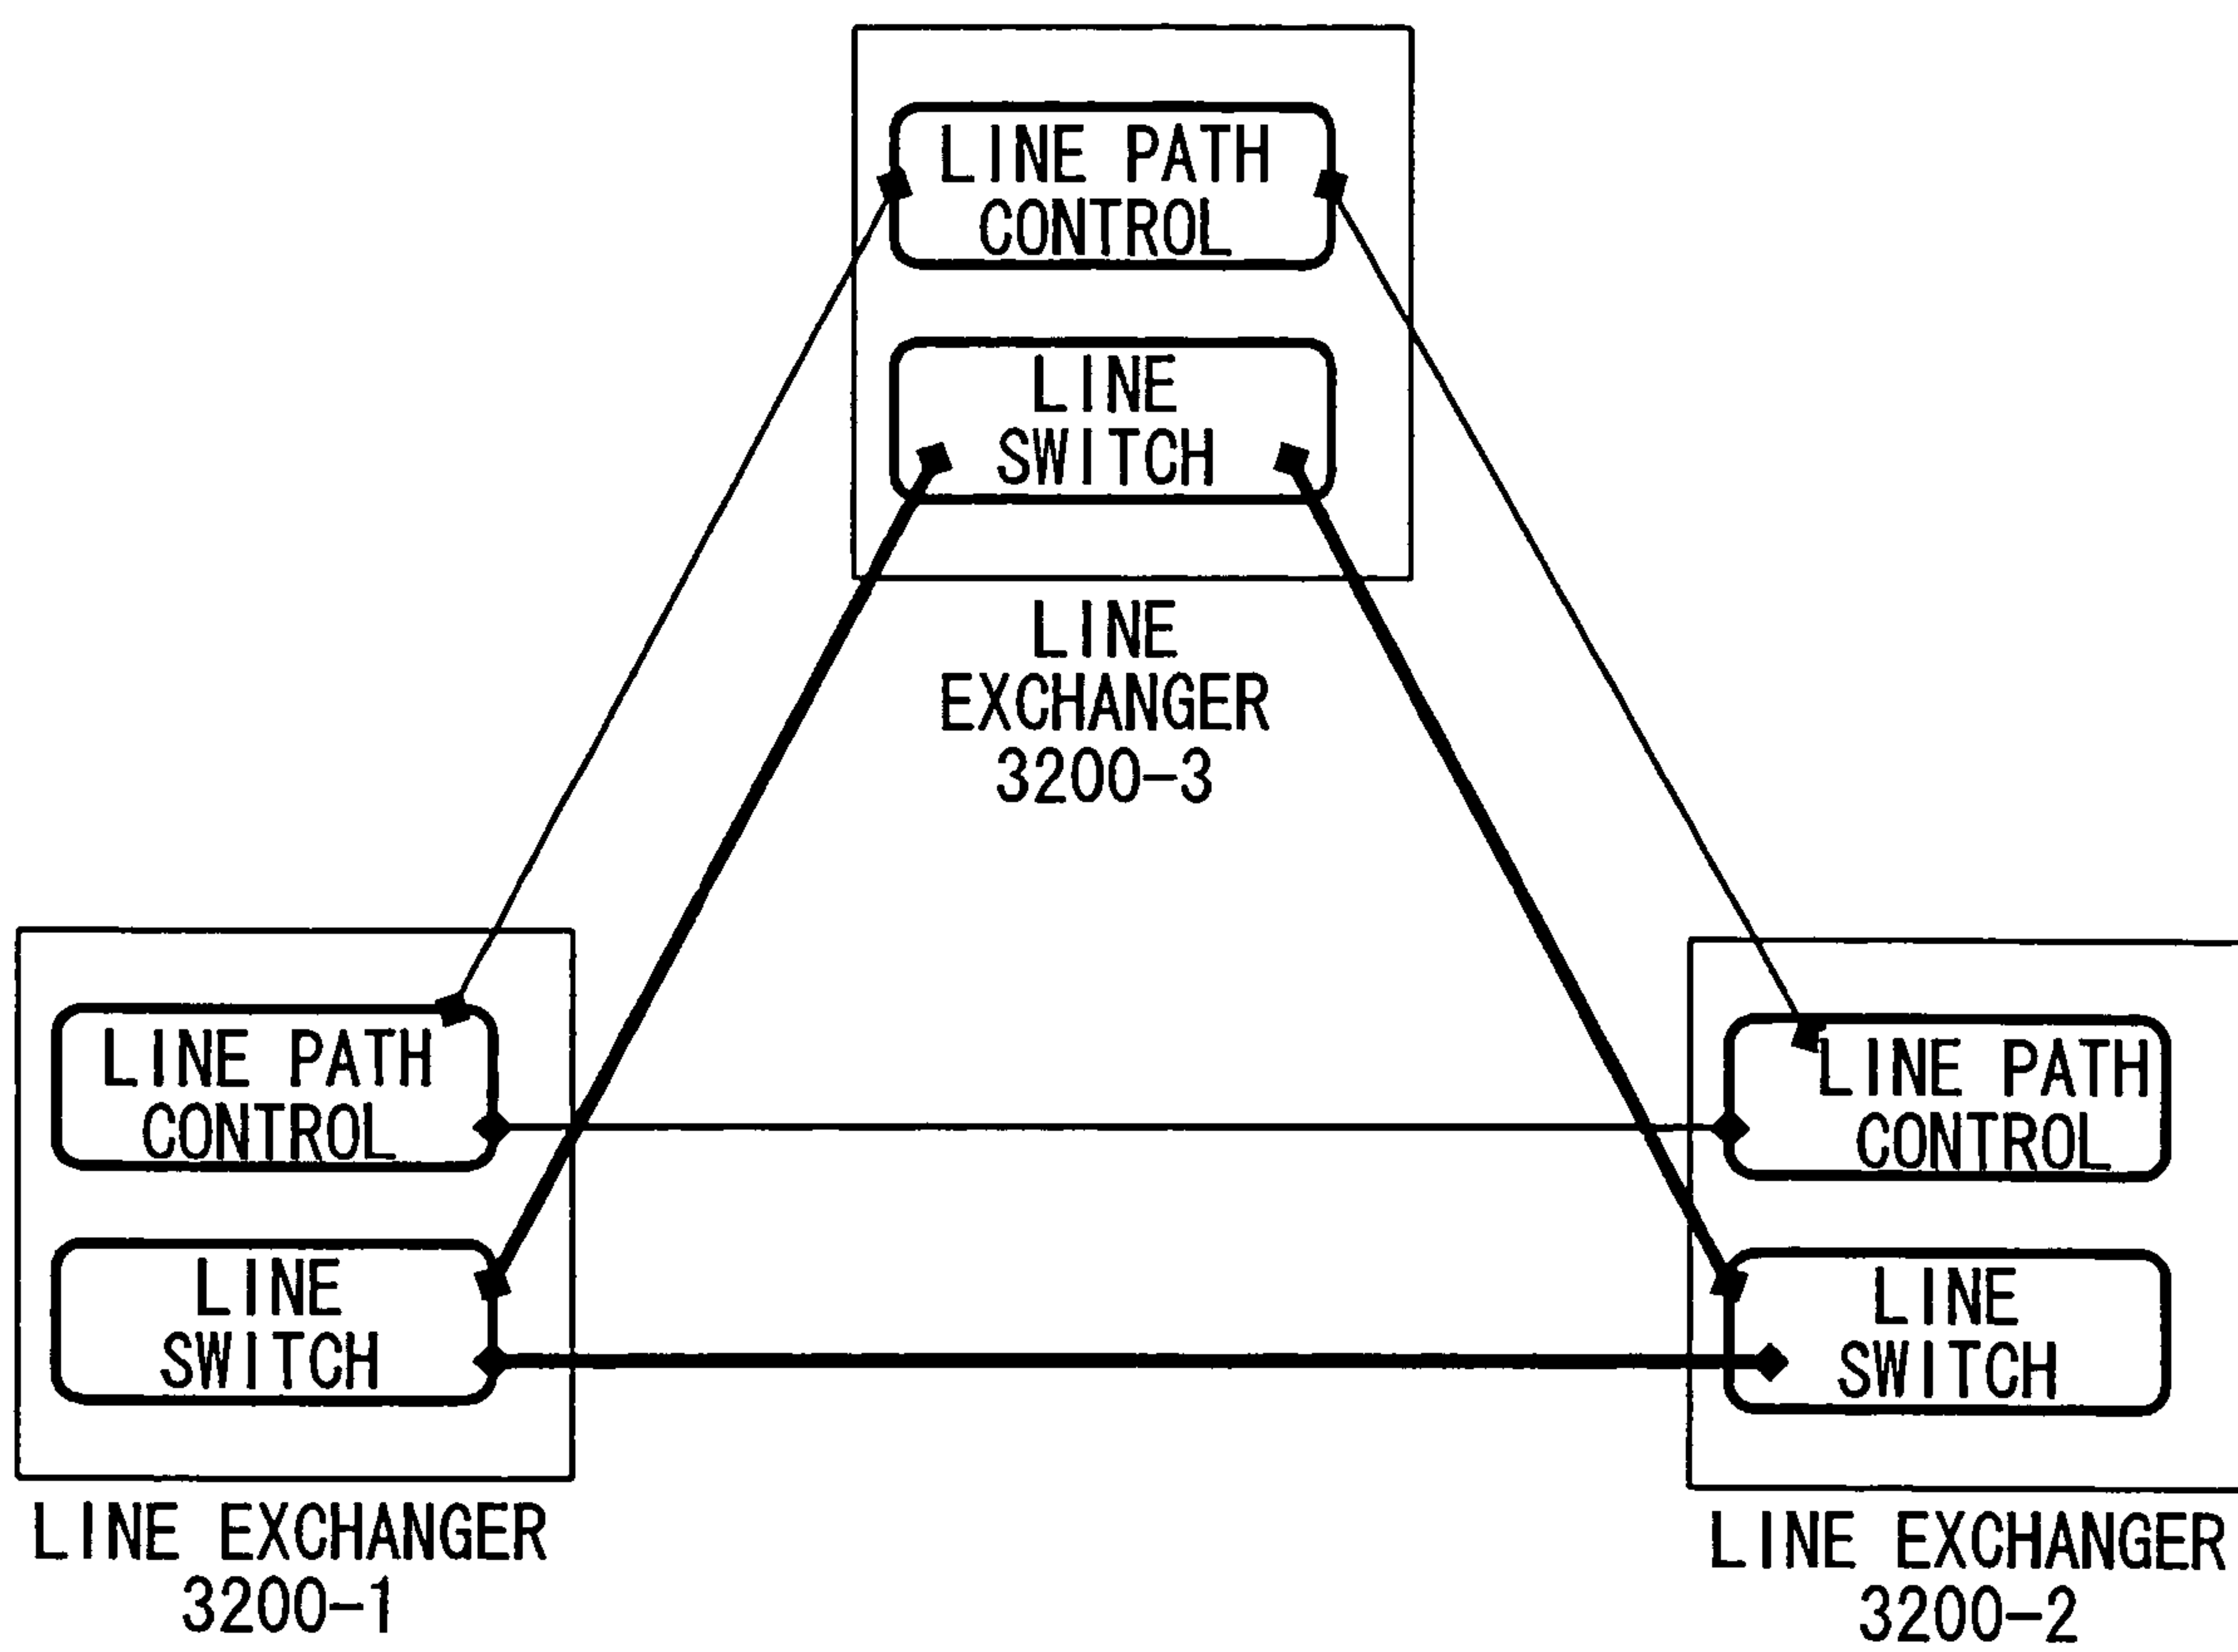 LINE PATH
CONTROL
LINE
SWITCH
LINE
EXCHANGER
3200-3
LINE PATH
CONTROL
LINE
SWITCH
LINE EXCHANGER
3200-1
LINE PATH
CONTROL
LINE
SWITCH
LINE EXCHANGER
3200-2